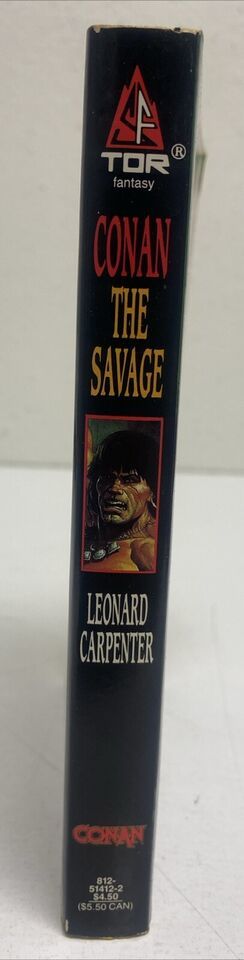 SF
TOR®
fantasy
CONAN
THE
SAVAGE
LEONARD
CARPENTER
CONAN
812-
51412-2
$4.50
($5.50 CAN)